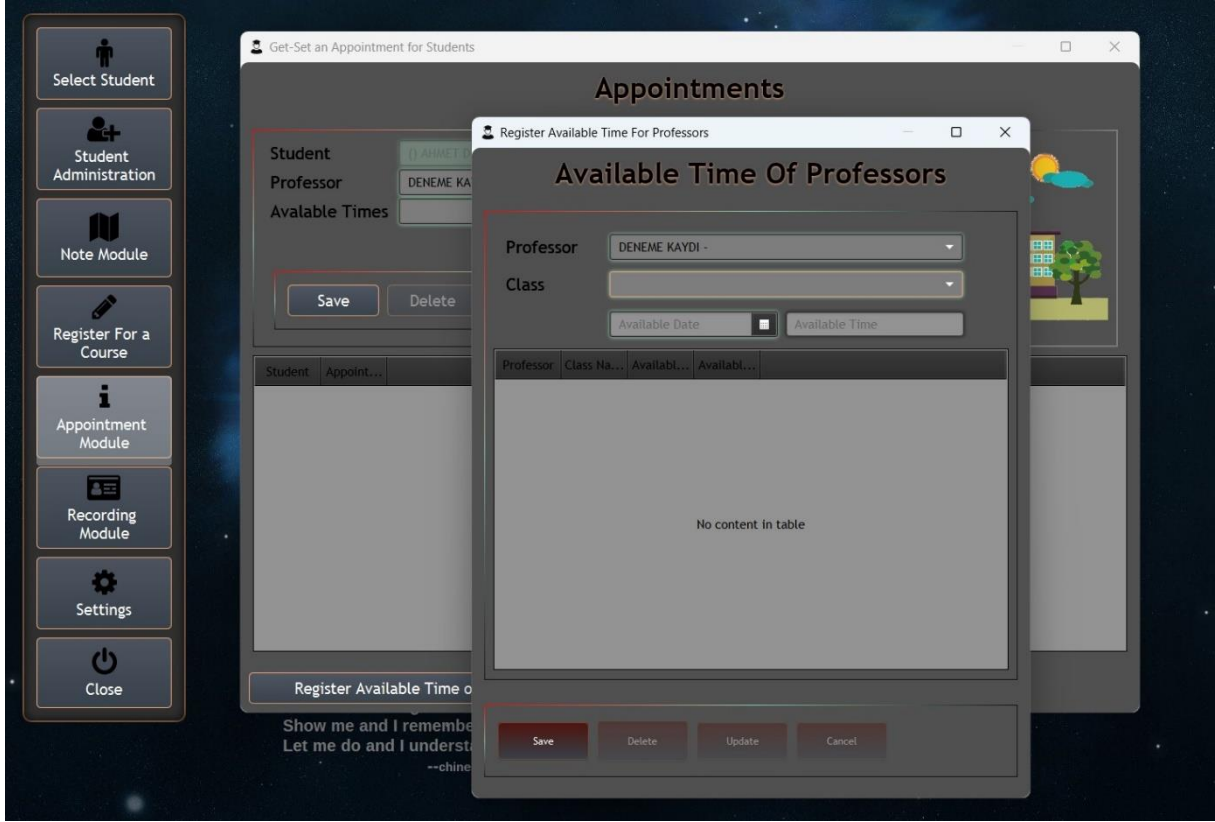 Select Student
Student
Administration
Note Module
Register For a
Course
Appointment
Module
Recording
Module
Settings
Close
Get-Set an Appointment for Students
Appointments
Student
() AHMET
Professor
DENEME KA
Avalable Times
Save
Delete
Student Appoint...
Register Available Time o
Show me and I remembe
Let me do and I underst
--chine
Register Available Time For Professors
Available Time Of Professors
Professor
DENEME KAYDI -
Class
Available Date
Available Time
Professor Class Na... Availabl... Availabl...
No content in table
Save
Delete
Update
Cancel